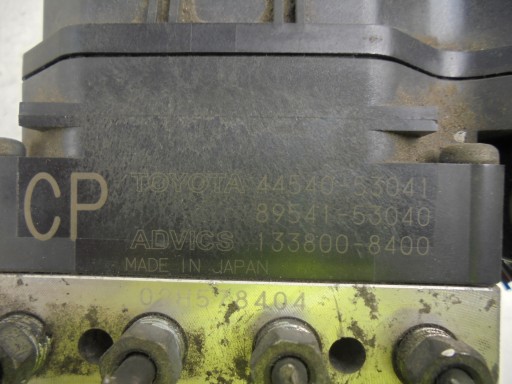 CP
TOYOTA 44540-53041
89541-53040
ADVICS 133800-8400
MADE IN JAPAN